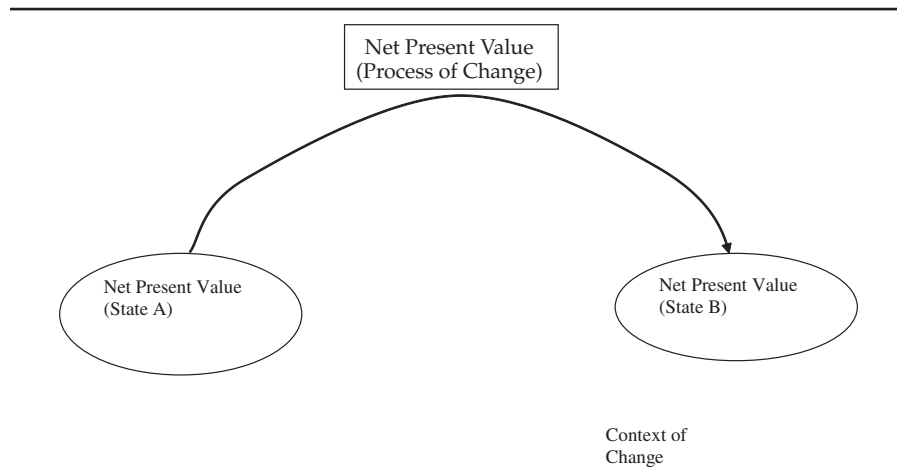 Net Present Value
(Process of Change)
Net Present Value
(State A)
Net Present Value
(State B)
Context of
Change